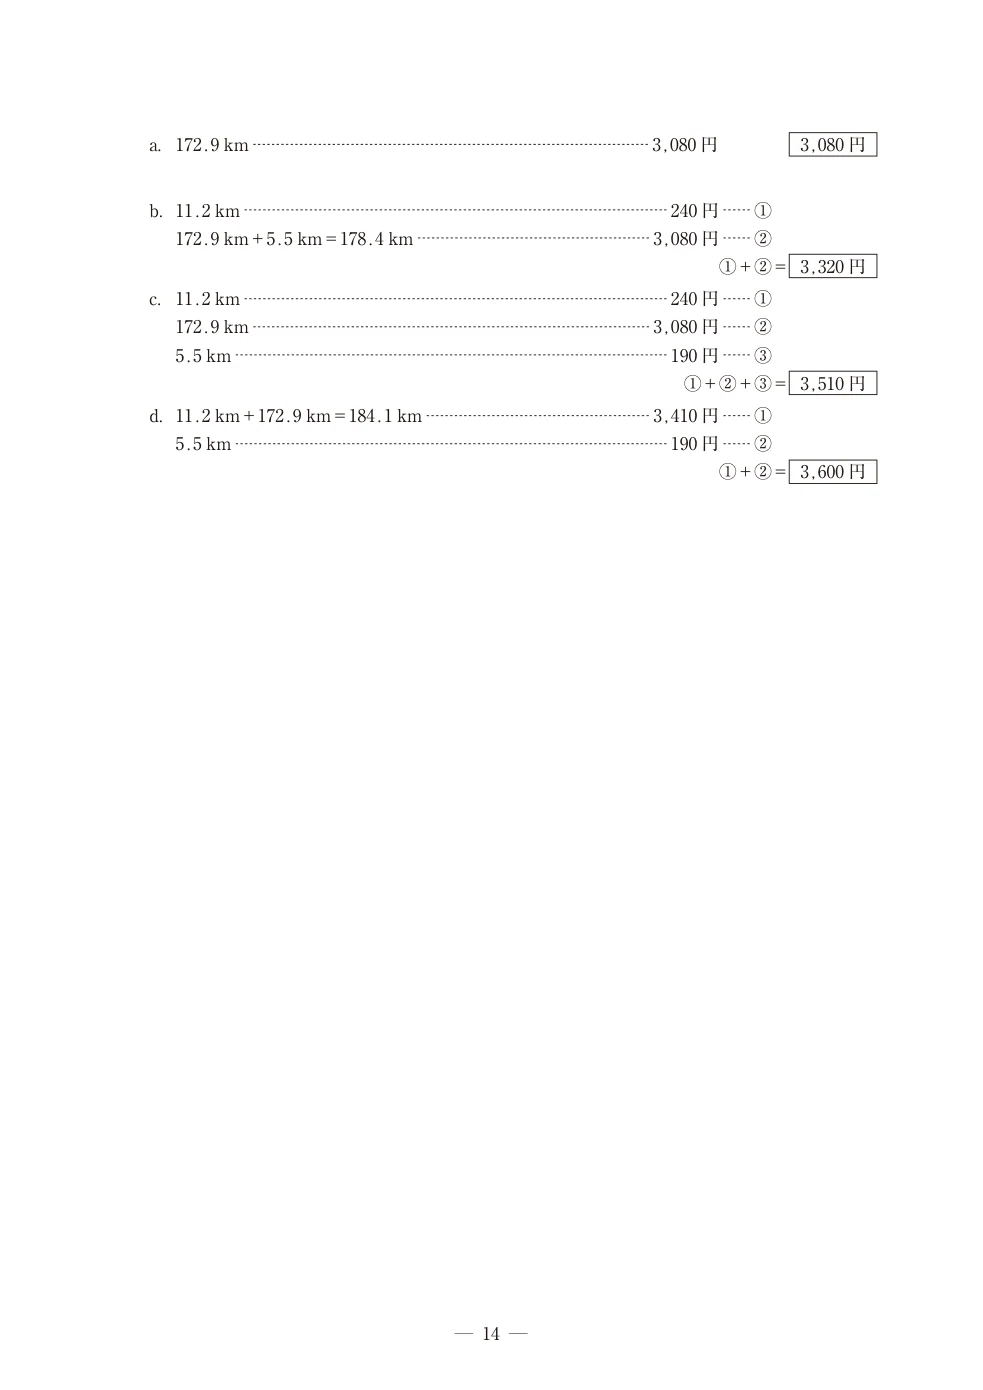 a. 172.9 km 3,080 円 3,080 円
b. 11.2 km 240 円 …… ①
172.9 km + 5.5 km = 178.4 km 3,080 円 …… ②
① + ② = 3,320 円
c. 11.2 km 240 円 …… ①
172.9 km 3,080 円 …… ②
5.5 km 190 円 …… ③
① + ② + ③ = 3,510 円
d. 11.2 km + 172.9 km = 184.1 km 3,410 円 …… ①
5.5 km 190 円 …… ②
① + ② = 3,600 円
— 14 —